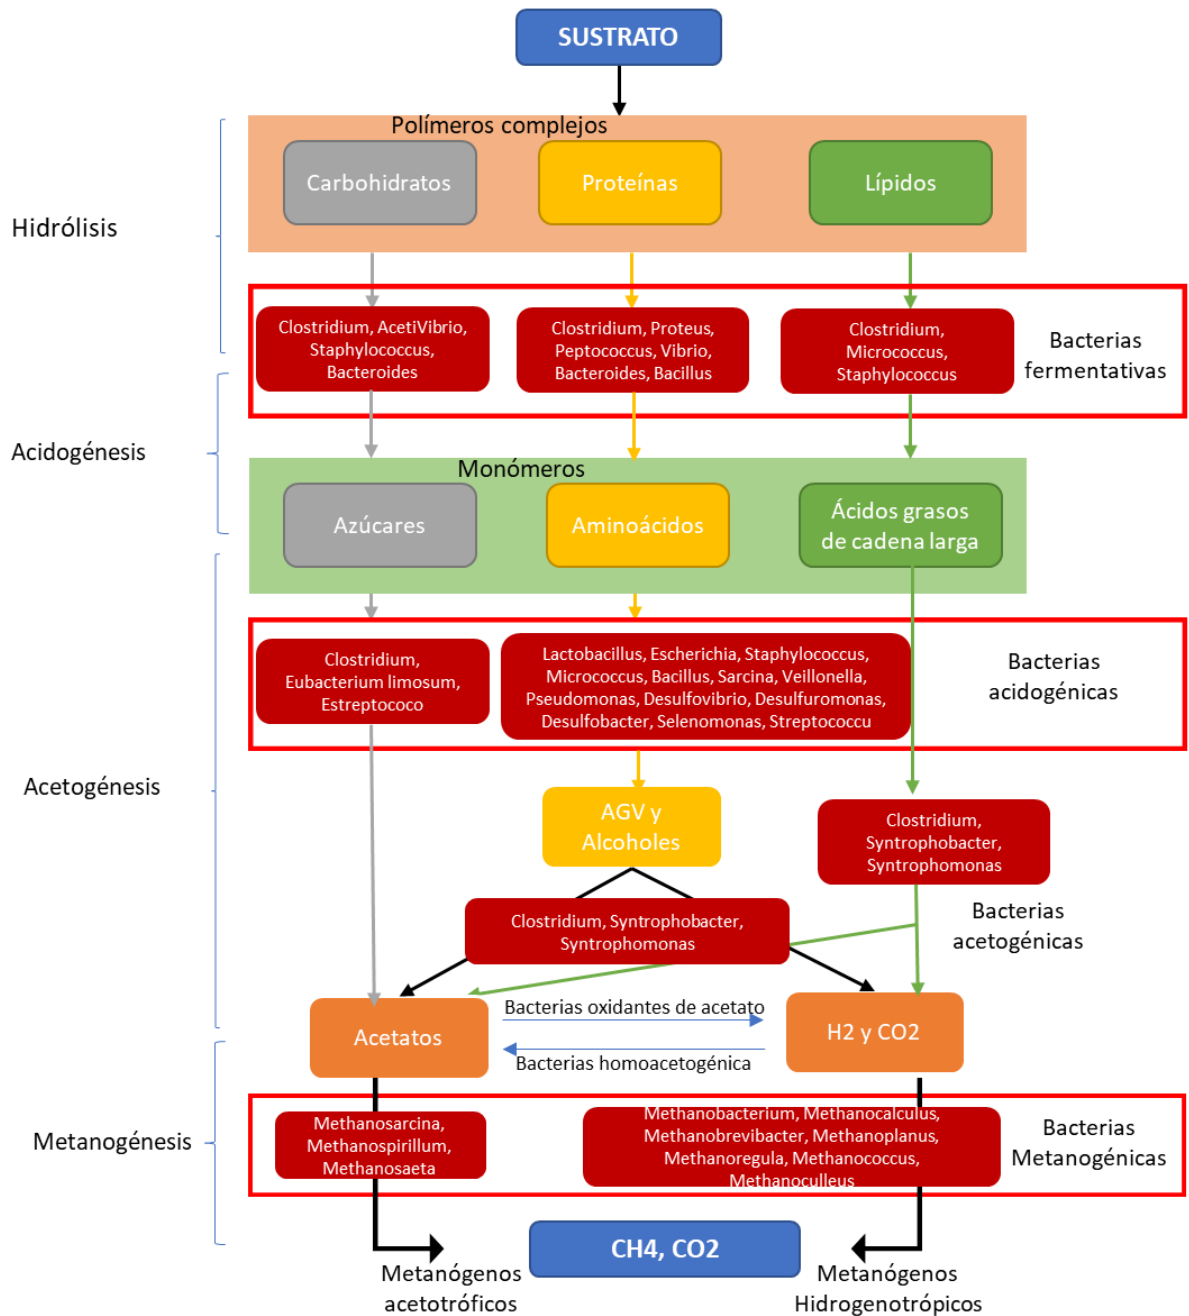 SUSTRATO
Polímeros complejos
Carbohidratos
Proteínas
Lípidos
Hidrólisis
Clostridium, AcetiVibrio,
Staphylococcus,
Bacteroides
Clostridium, Proteus,
Peptococcus, Vibrio,
Bacteroides, Bacillus
Clostridium,
Micrococcus,
Staphylococcus
Bacterias
fermentativas
Acidogénesis
Monómeros
Azúcares
Aminoácidos
Ácidos grasos
de cadena larga
Clostridium,
Eubacterium limosum,
Estreptococo
Lactobacillus, Escherichia, Staphylococcus,
Micrococcus, Bacillus, Sarcina, Veillonella,
Pseudomonas, Desulfovibrio, Desulfuromonas,
Desulfobacter, Selenomonas, Streptococcu
Bacterias
acidogénicas
Acetogénesis
AGV y
Alcoholes
Clostridium,
Syntrophobacter,
Syntrophomonas
Clostridium, Syntrophobacter,
Syntrophomonas
Bacterias
acetogénicas
Acetatos
Bacterias oxidantes de acetato
Bacterias homoacetogénica
H2 y CO2
Metanogénesis
Methanosarcina,
Methanospirillum,
Methanosaeta
Methanobacterium, Methanocalculus,
Methanobrevibacter, Methanoplanus,
Methanoregula, Methanococcus,
Methanoculleus
Bacterias
Metanogénicas
CH4, CO2
Metanógenos
acetotróficos
Metanógenos
Hidrogenotrópicos